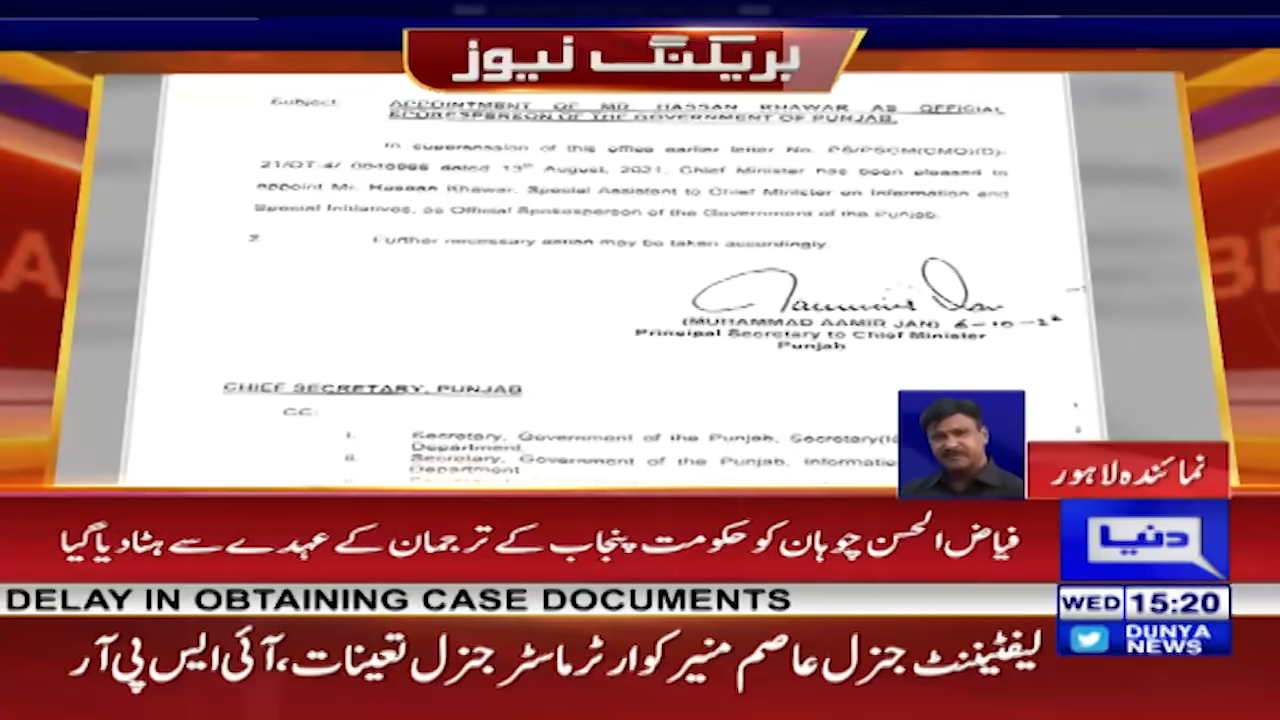 بریکنگ نیوز
Subject: APPOINTMENT OF MR. HASSAN KHAWAR AS OFFICIAL
OF THE GOVERNMENT OF PUNJAB.
In supersession of this office earlier letter No. PS/PSCM(CMO)(D)-
dated 13th August, 2021, Chief Minister has been pleased to
appoint Mr. Hassan Khawar, Special Assistant to Chief Minister on Information and
Special Initiatives, as Official Spokesperson of the Government of the Punjab.
2. Further necessary action may be taken accordingly.
(MUHAMMAD AAMIR JAN)
Principal Secretary to Chief Minister
Punjab
CHIEF SECRETARY, PUNJAB
CC:
i. Secretary, Government of the Punjab,
Department.
ii. Secretary, Government of the Punjab,
Department
نمائندہ لاہور
فیاض الحسن چوہان کو حکومت پنجاب کے ترجمان کے عہدے سے ہٹا دیا گیا
دنیا
DELAY IN OBTAINING CASE DOCUMENTS
WED 15:20
لیفٹیننٹ جنرل عاصم منیر کوارٹر ماسٹر جنرل تعینات، آئی ایس پی آر
DUNYA
NEWS